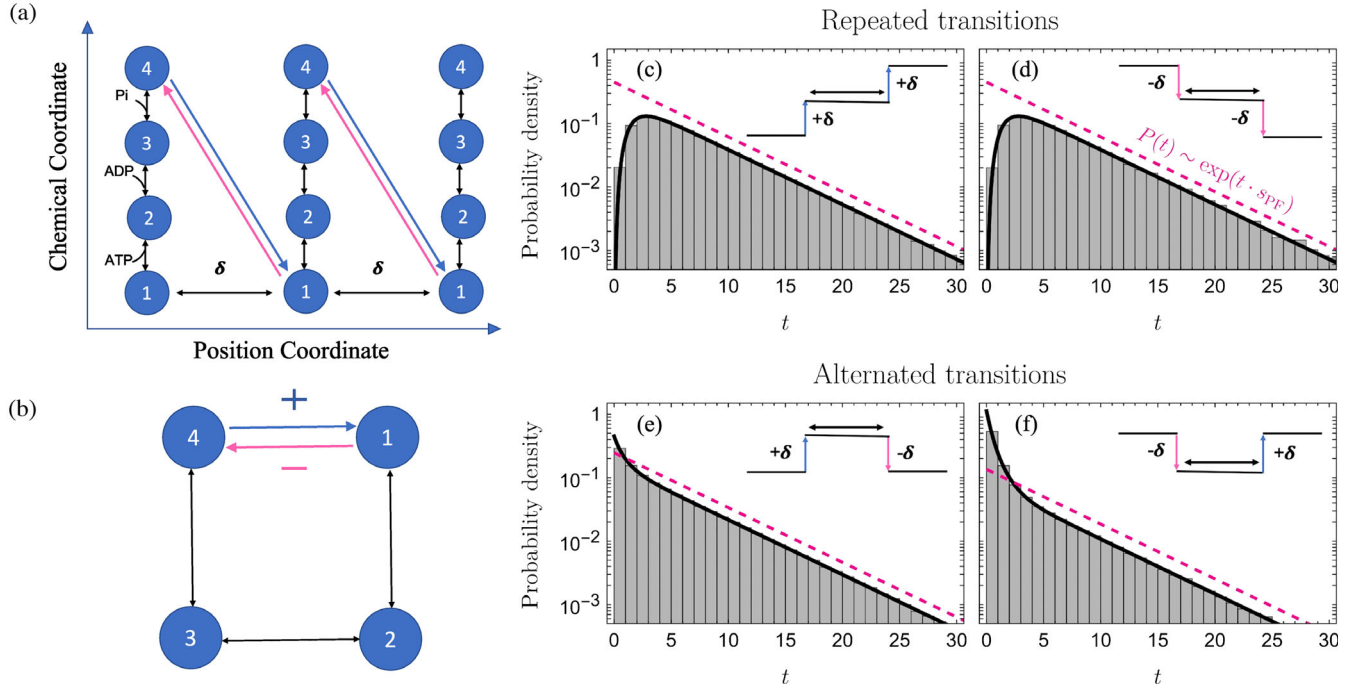 (a)
Chemical Coordinate
4 4 4
Pi
3 3 3
ADP
2 2 2
ATP
δ δ
1 1 1
Position Coordinate
(b)
+
4 1
−
3 2
Repeated transitions
Probability density
1
10⁻¹
10⁻²
10⁻³
(c)
+δ
+δ
0 5 10 15 20 25 30
t
(d)
-δ
-δ
P(t) ∼ exp(t · sPF)
0 5 10 15 20 25 30
t
Alternated transitions
Probability density
1
10⁻¹
10⁻²
10⁻³
(e)
+δ -δ
0 5 10 15 20 25 30
t
(f)
-δ +δ
0 5 10 15 20 25 30
t